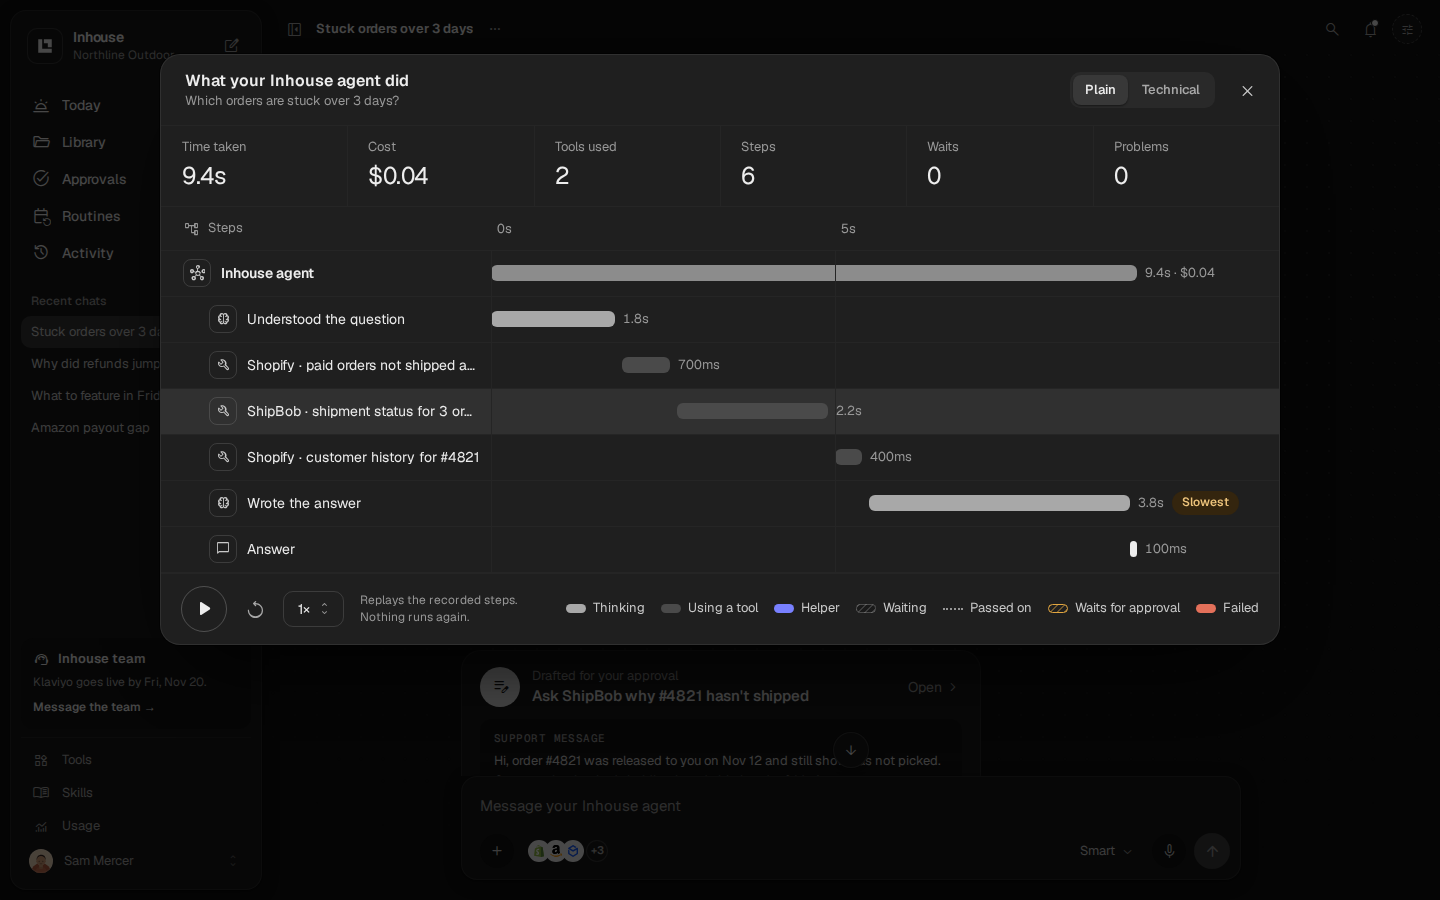 Inhouse
Northline Outdoor
Stuck orders over 3 days
Today
Library
Approvals
Routines
Activity
Recent chats
Stuck orders over 3 d
Why did refunds jump
What to feature in Frid
Amazon payout gap
Inhouse team
Klaviyo goes live by Fri, Nov 20.
Message the team →
Tools
Skills
Usage
Sam Mercer
What your Inhouse agent did
Which orders are stuck over 3 days?
Plain
Technical
Time taken
9.4s
Cost
$0.04
Tools used
2
Steps
6
Waits
0
Problems
0
Steps
0s
5s
Inhouse agent
9.4s · $0.04
Understood the question
1.8s
Shopify · paid orders not shipped a...
700ms
ShipBob · shipment status for 3 or...
2.2s
Shopify · customer history for #4821
400ms
Wrote the answer
3.8s
Slowest
Answer
100ms
1×
Replays the recorded steps.
Nothing runs again.
Thinking
Using a tool
Helper
Waiting
Passed on
Waits for approval
Failed
Drafted for your approval
Ask ShipBob why #4821 hasn't shipped
Open
SUPPORT MESSAGE
Hi, order #4821 was released to you on Nov 12 and still sho s not picked.
Message your Inhouse agent
+3
Smart